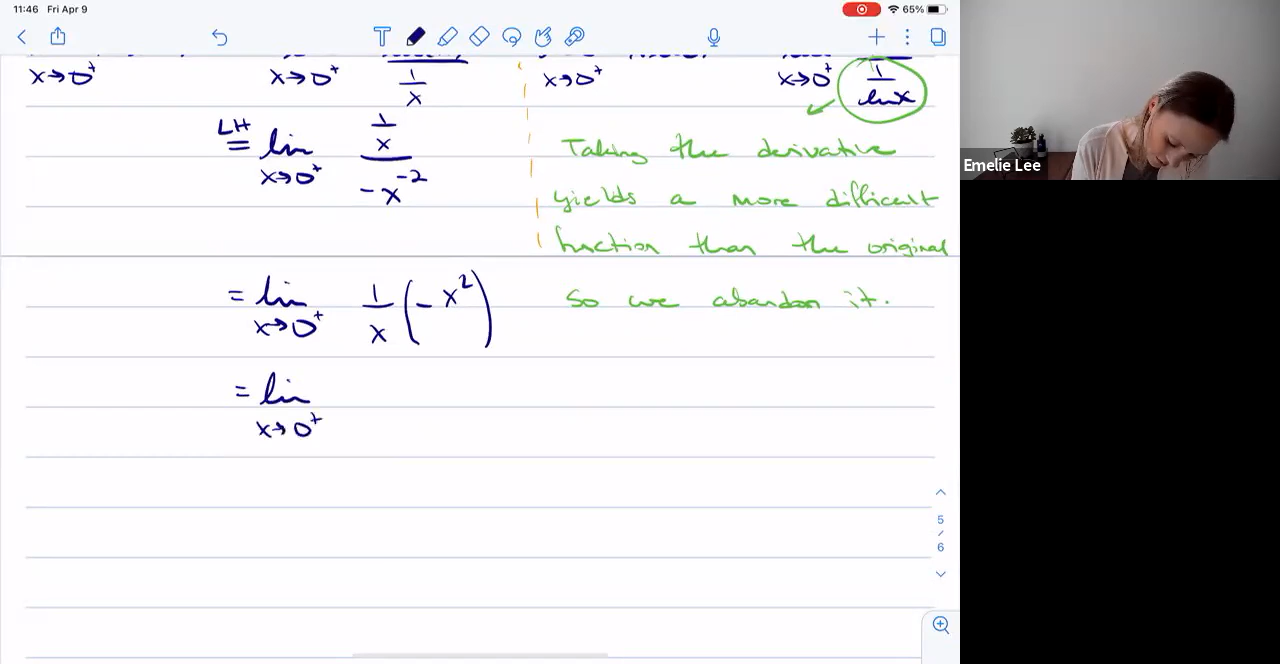 11:46 Fri Apr 9
65%
x→0⁺ x→0⁺ 1/x x→0⁺ x→0⁺ 1/ln x
LH
= lim x→0⁺ (1/x)/(-x⁻²)
Taking the derivative
yields a more difficult
function than the original
so we abandon it.
= lim x→0⁺ 1/x (-x²)
= lim x→0⁺
5
/
6
Emelie Lee